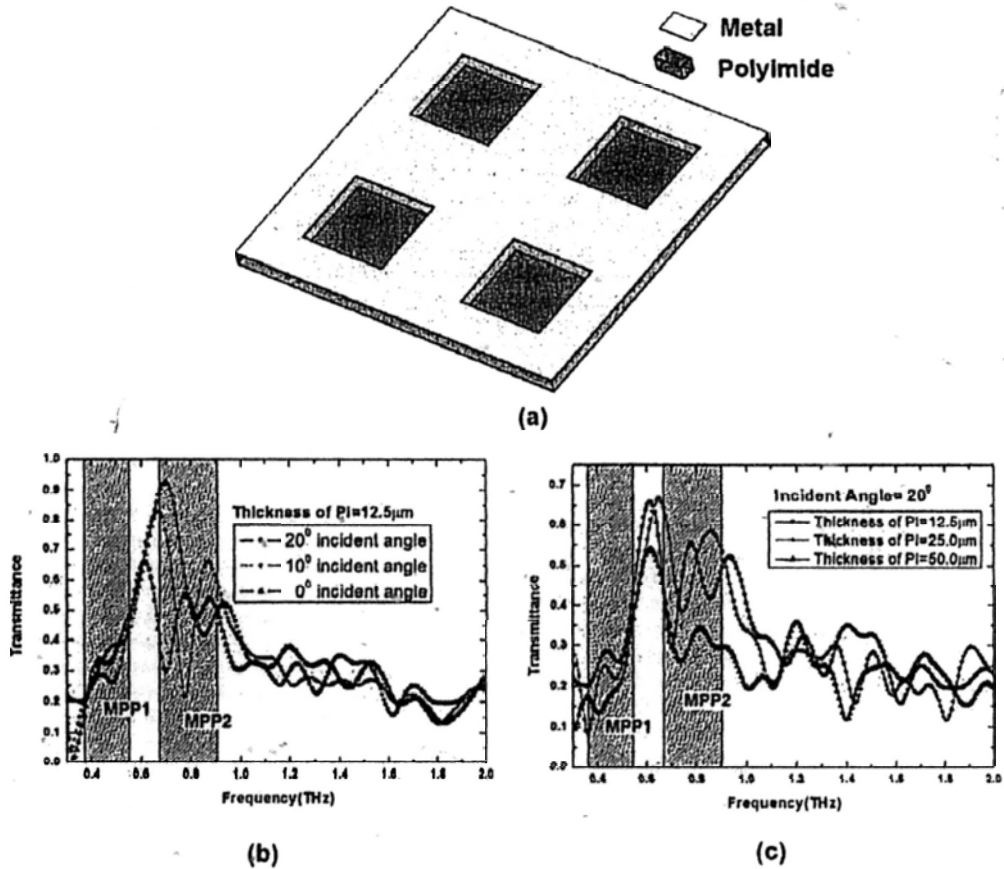 Metal
Polyimide
(a)
Transmittance
1.0
0.9
0.8
0.7
0.6
0.5
0.4
0.3
0.2
0.1
0.0
Thickness of PI=12.5μm
20⁰ incident angle
10⁰ incident angle
0⁰ incident angle
MPP1
MPP2
0.4 0.6 0.8 1.0 1.2 1.4 1.6 1.8 2.0
Frequency(THz)
(b)
Transmittance
0.7
0.6
0.5
0.4
0.3
0.2
0.1
0.0
Incident Angle= 20⁰
Thickness of PI=12.5μm
Thickness of PI=25.0μm
Thickness of PI=50.0μm
MPP1
MPP2
0.4 0.6 0.8 1.0 1.2 1.4 1.6 1.8 2.0
Frequency(THz)
(c)